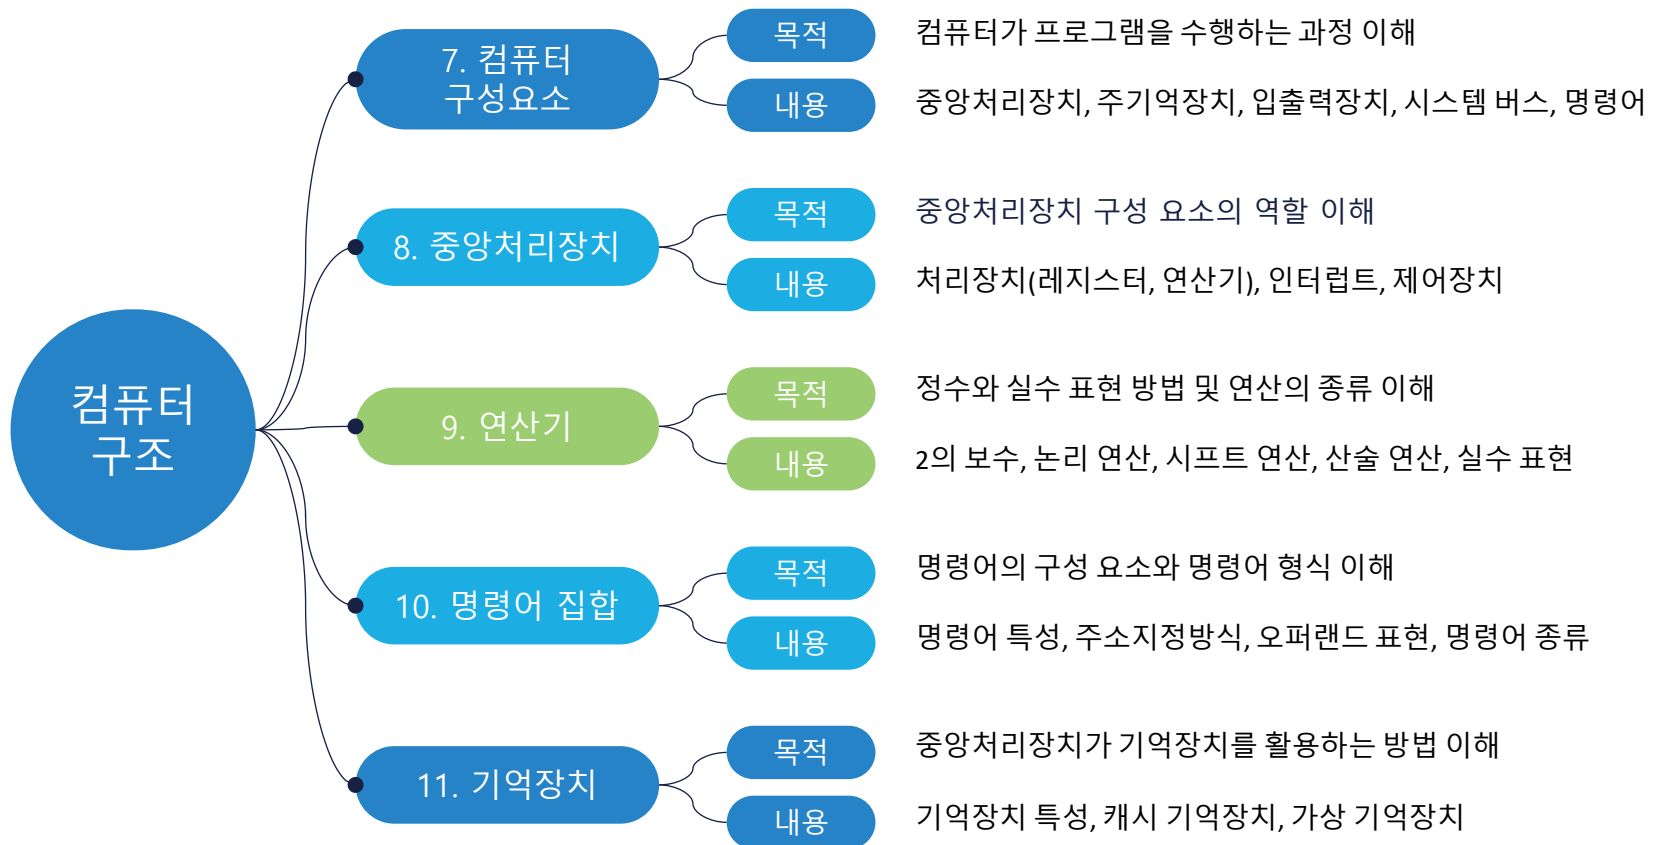 컴퓨터
구조
7. 컴퓨터
구성요소
목적
컴퓨터가 프로그램을 수행하는 과정 이해
내용
중앙처리장치, 주기억장치, 입출력장치, 시스템 버스, 명령어
8. 중앙처리장치
목적
중앙처리장치 구성 요소의 역할 이해
내용
처리장치(레지스터, 연산기), 인터럽트, 제어장치
9. 연산기
목적
정수와 실수 표현 방법 및 연산의 종류 이해
내용
2의 보수, 논리 연산, 시프트 연산, 산술 연산, 실수 표현
10. 명령어 집합
목적
명령어의 구성 요소와 명령어 형식 이해
내용
명령어 특성, 주소지정방식, 오퍼랜드 표현, 명령어 종류
11. 기억장치
목적
중앙처리장치가 기억장치를 활용하는 방법 이해
내용
기억장치 특성, 캐시 기억장치, 가상 기억장치